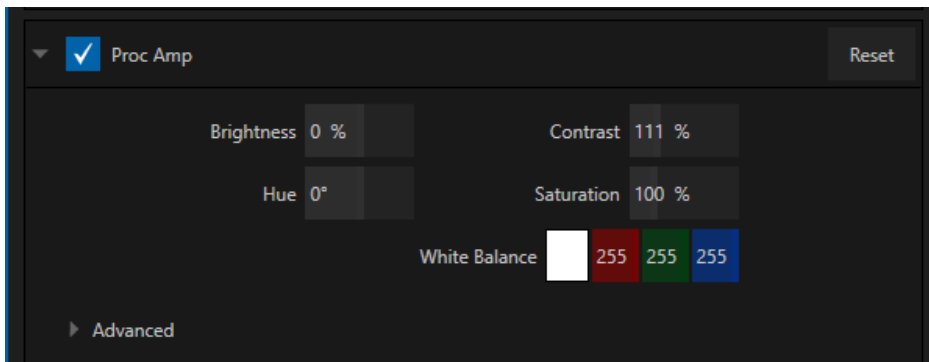 Proc Amp Reset
Brightness 0 % Contrast 111 %
Hue 0° Saturation 100 %
White Balance 255 255 255
Advanced